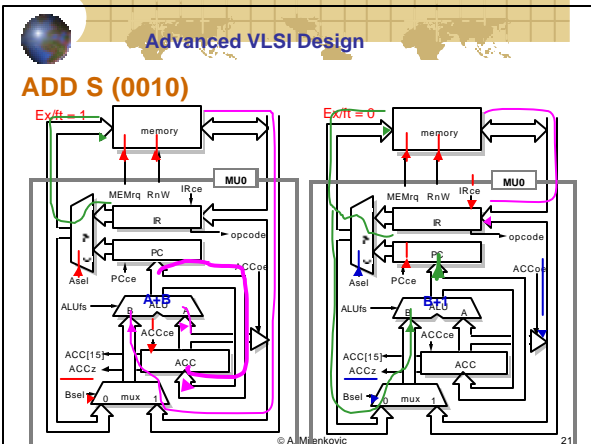 Advanced VLSI Design
ADD S (0010)
Ex/ft = 1
memory
MEMrq RnW
IRce
MU0
IR
opcode
PC
Asel
PCce
ACCoe
A+B
ALUfs
B ALU A
ACCce
ACC[15]
ACCz
ACC
Bsel
0 mux 1
Ex/ft = 0
memory
MEMrq RnW
IRce
MU0
IR
opcode
PC
Asel
PCce
ACCoe
B+1
ALUfs
B ALU A
ACCce
ACC[15]
ACCz
ACC
Bsel
0 mux 1
© A. Milenkovic
21